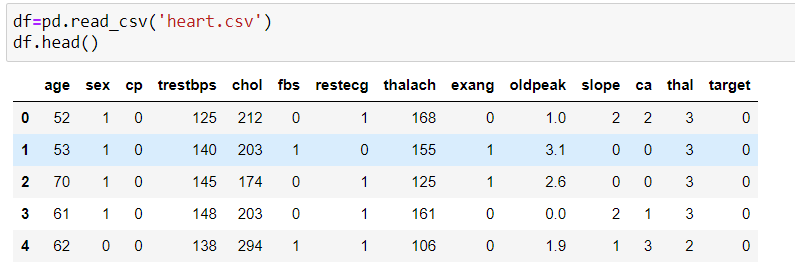 df=pd.read_csv('heart.csv')
df.head()
age sex cp trestbps chol fbs restecg thalach exang oldpeak slope ca thal target
0 52 1 0 125 212 0 1 168 0 1.0 2 2 3 0
1 53 1 0 140 203 1 0 155 1 3.1 0 0 3 0
2 70 1 0 145 174 0 1 125 1 2.6 0 0 3 0
3 61 1 0 148 203 0 1 161 0 0.0 2 1 3 0
4 62 0 0 138 294 1 1 106 0 1.9 1 3 2 0